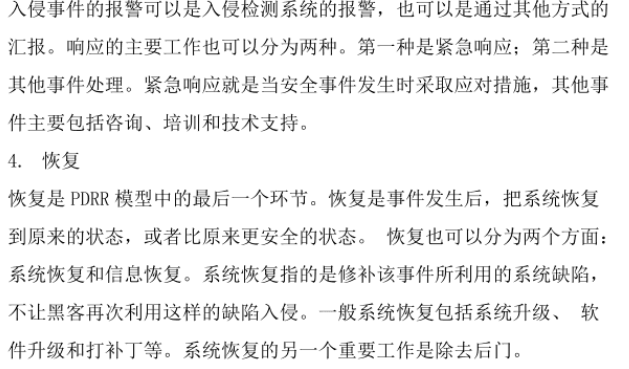 入侵事件的报警可以是入侵检测系统的报警，也可以是通过其他方式的
汇报。响应的主要工作也可以分为两种。第一种是紧急响应；第二种是
其他事件处理。紧急响应就是当安全事件发生时采取应对措施，其他事
件主要包括咨询、培训和技术支持。
4. 恢复
恢复是 PDRR 模型中的最后一个环节。恢复是事件发生后，把系统恢复
到原来的状态，或者比原来更安全的状态。 恢复也可以分为两个方面：
系统恢复和信息恢复。系统恢复指的是修补该事件所利用的系统缺陷，
不让黑客再次利用这样的缺陷入侵。一般系统恢复包括系统升级、 软
件升级和打补丁等。系统恢复的另一个重要工作是除去后门。